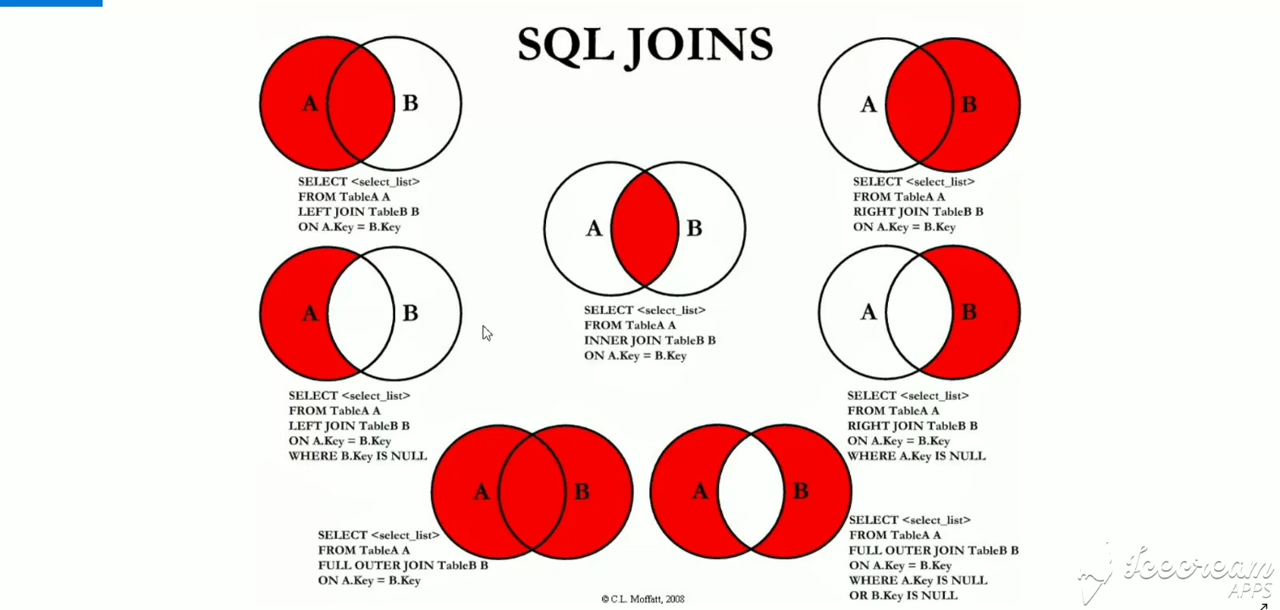 SQL JOINS
A B
SELECT <select_list>
FROM TableA A
LEFT JOIN TableB B
ON A.Key = B.Key
A B
SELECT <select_list>
FROM TableA A
RIGHT JOIN TableB B
ON A.Key = B.Key
A B
SELECT <select_list>
FROM TableA A
INNER JOIN TableB B
ON A.Key = B.Key
A B
SELECT <select_list>
FROM TableA A
LEFT JOIN TableB B
ON A.Key = B.Key
WHERE B.Key IS NULL
A B
SELECT <select_list>
FROM TableA A
RIGHT JOIN TableB B
ON A.Key = B.Key
WHERE A.Key IS NULL
A B
SELECT <select_list>
FROM TableA A
FULL OUTER JOIN TableB B
ON A.Key = B.Key
A B
SELECT <select_list>
FROM TableA A
FULL OUTER JOIN TableB B
ON A.Key = B.Key
WHERE A.Key IS NULL
OR B.Key IS NULL
© C.L. Moffatt, 2008
Icecream
APPS